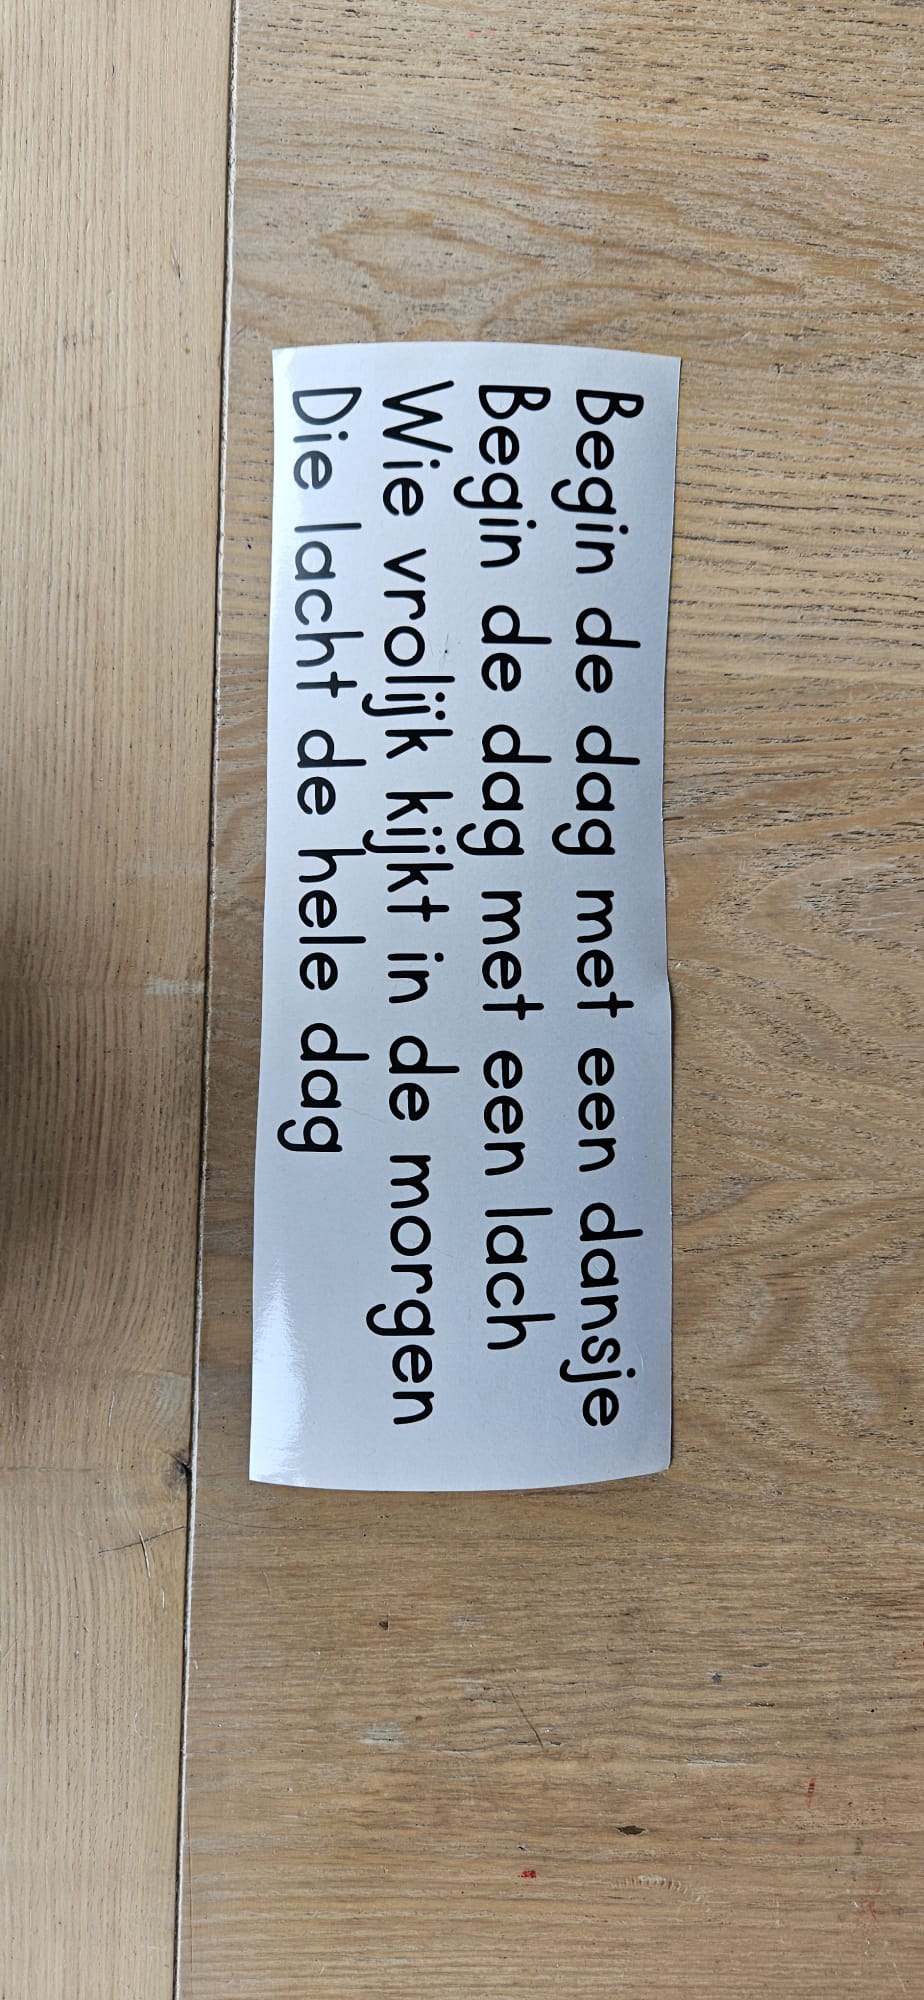 Begin de dag met een dansje
Begin de dag met een lach
Wie vrolijk kijkt in de morgen
Die lacht de hele dag